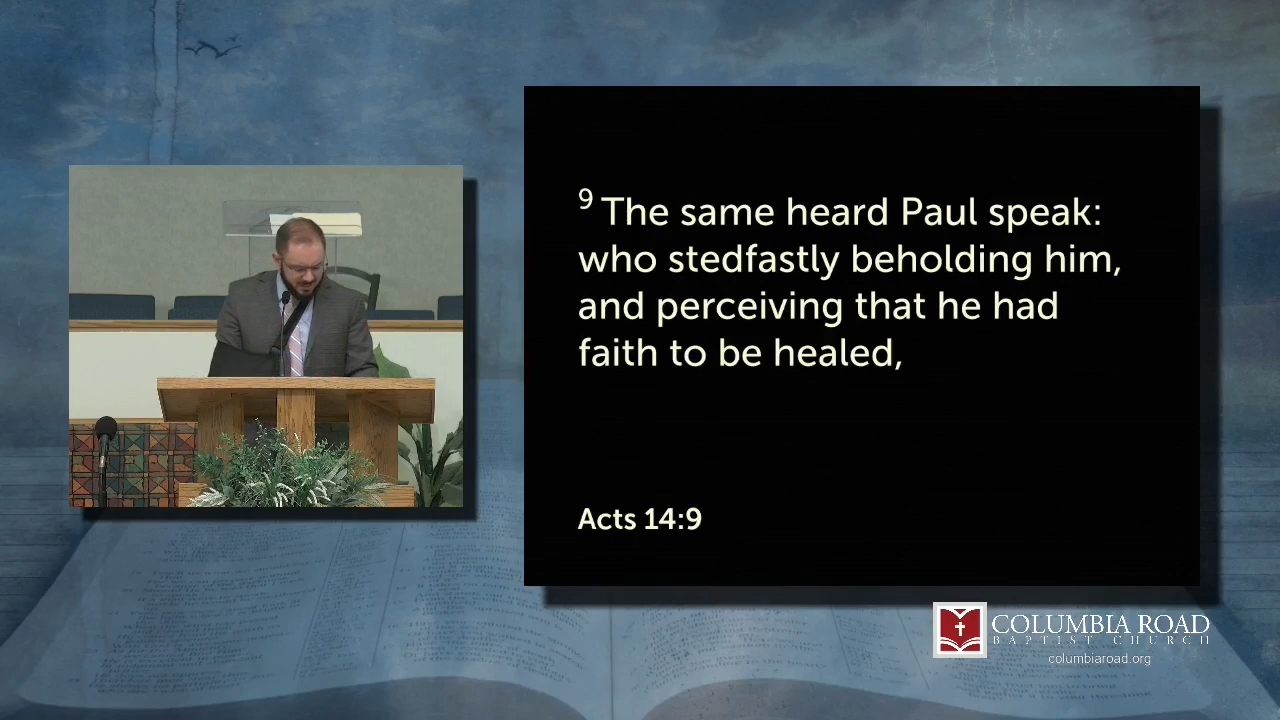 9 The same heard Paul speak:
who stedfastly beholding him,
and perceiving that he had
faith to be healed,
Acts 14:9
COLUMBIA ROAD
BAPTIST CHURCH
columbiaroad.org